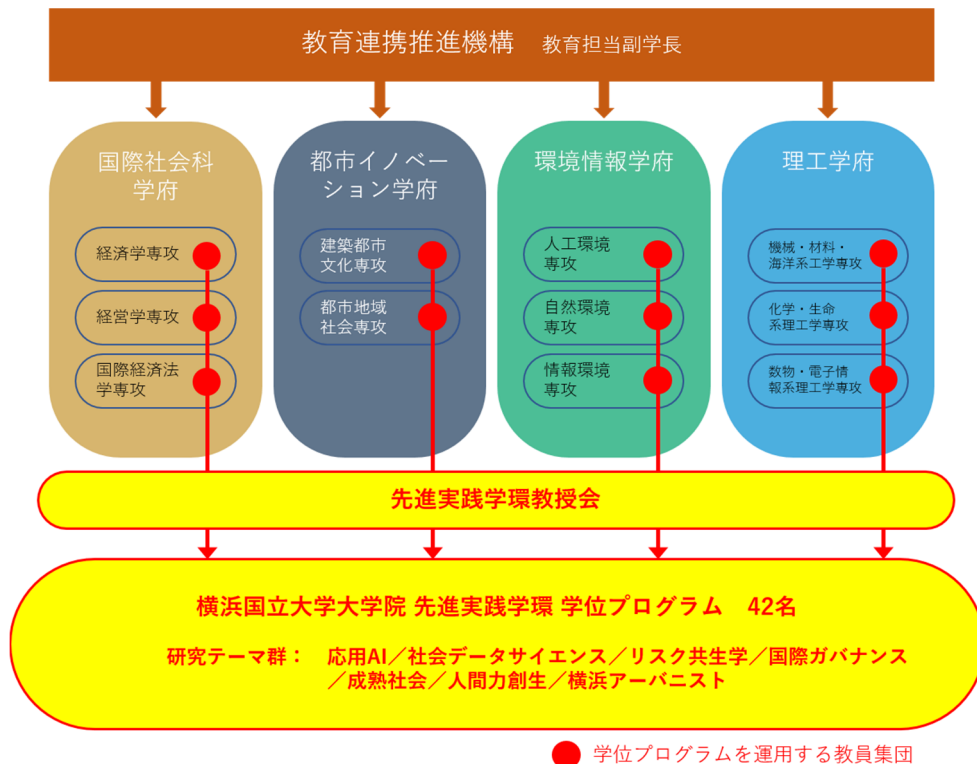 教育連携推進機構 教育担当副学長
国際社会科
学府
経済学専攻
経営学専攻
国際経済法
学専攻
都市イノベー
ション学府
建築都市
文化専攻
都市地域
社会専攻
環境情報学府
人工環境
専攻
自然環境
専攻
情報環境
専攻
理工学府
機械・材料・
海洋系工学専攻
化学・生命
系理工学専攻
数物・電子情
報系理工学専攻
先進実践学環教授会
横浜国立大学大学院 先進実践学環 学位プログラム 42名
研究テーマ群： 応用AI／社会データサイエンス／リスク共生学／国際ガバナンス
／成熟社会／人間力創生／横浜アーバニスト
学位プログラムを運用する教員集団